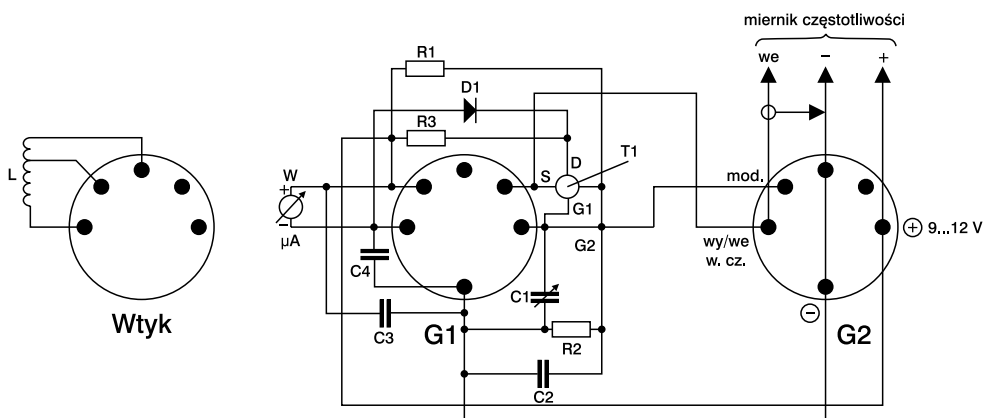 miernik częstotliwości
we
–
+
R1
D1
R3
D
T1
L
W
+
S
G1
mod.
–
µA
G2
wy/we
w. cz.
+ 9...12 V
C4
C1
–
Wtyk
C3
G1
R2
G2
C2